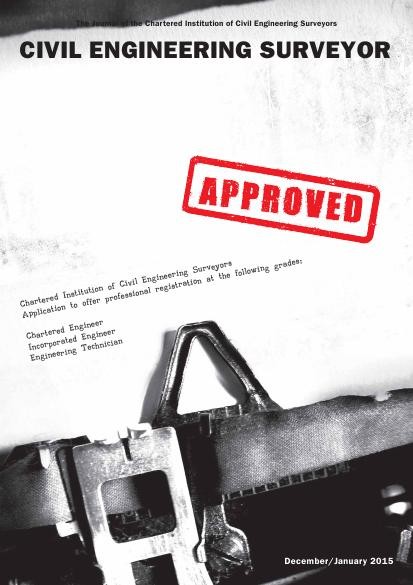 The Journal of the Chartered Institution of Civil Engineering Surveyors
CIVIL ENGINEERING SURVEYOR
APPROVED
Chartered Institution of Civil Engineering Surveyors
Application to offer professional registration at the following grades:
Chartered Engineer
Incorporated Engineer
Engineering Technician
December/January 2015